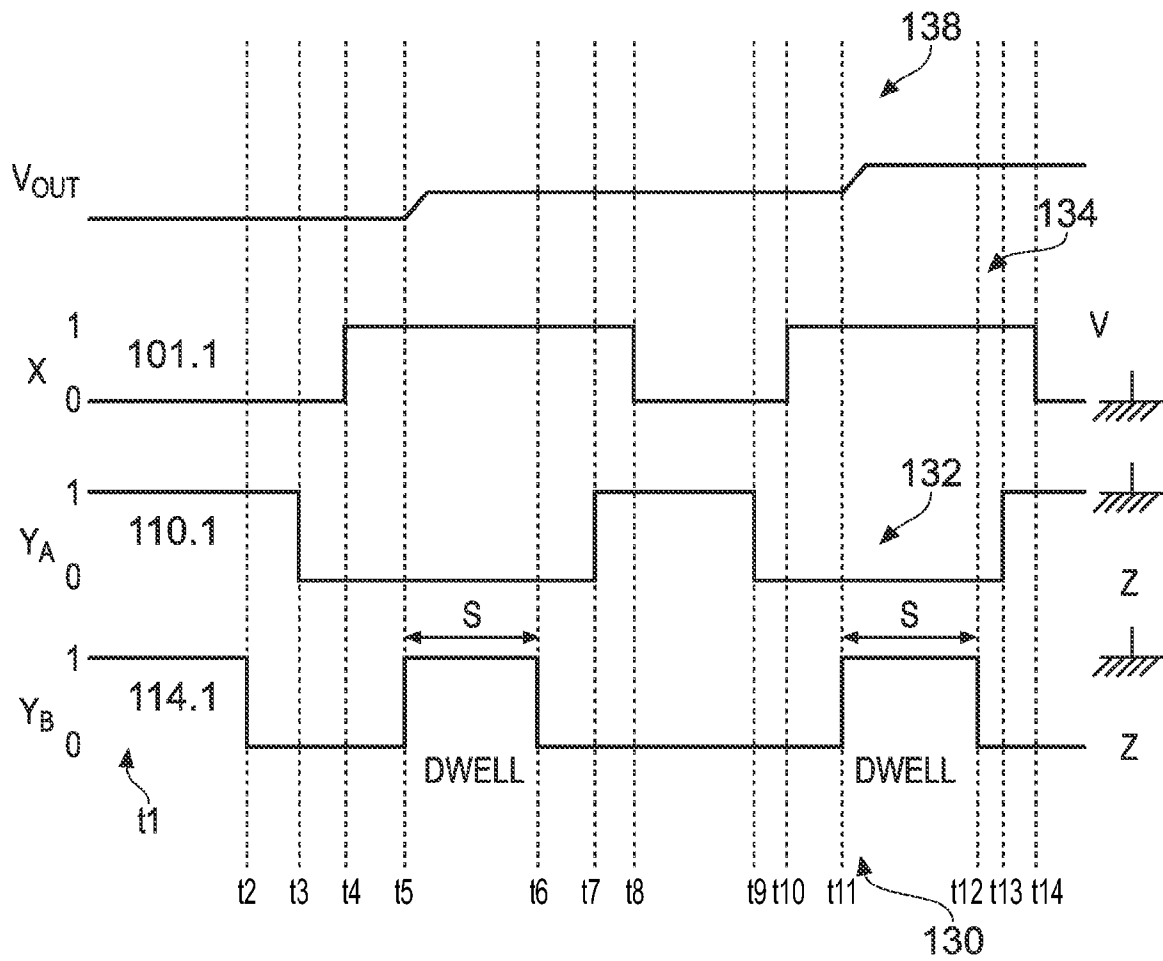 138
VOUT
134
1
X
101.1
0
V
1
YA
110.1
0
132
Z
S
S
1
YB
114.1
0
DWELL
DWELL
Z
t1
t2 t3 t4 t5 t6 t7 t8 t9 t10 t11 t12 t13 t14
130